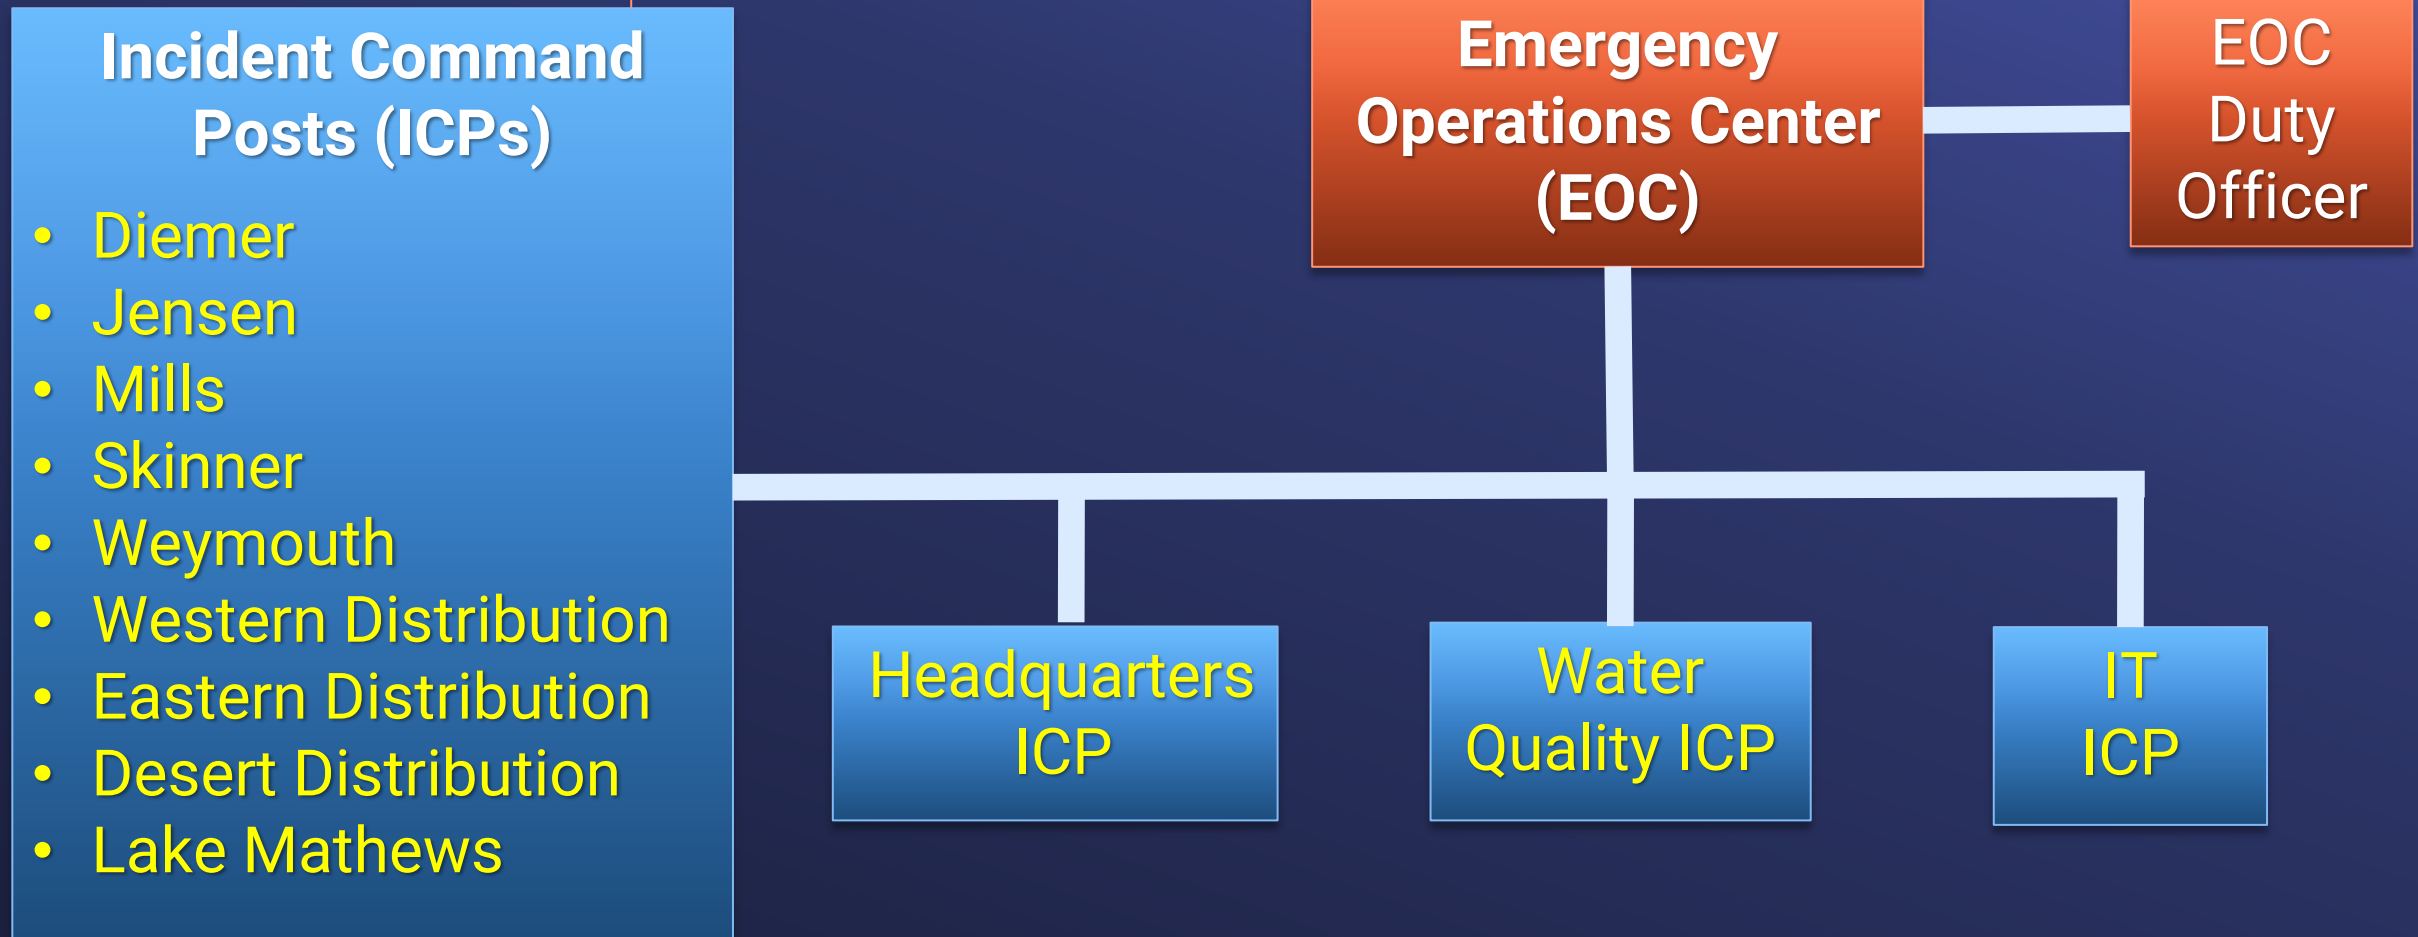 Incident Command
Posts (ICPs)
• Diemer
• Jensen
• Mills
• Skinner
• Weymouth
• Western Distribution
• Eastern Distribution
• Desert Distribution
• Lake Mathews
Emergency
Operations Center
(EOC)
EOC
Duty
Officer
Headquarters
ICP
Water
Quality ICP
IT
ICP